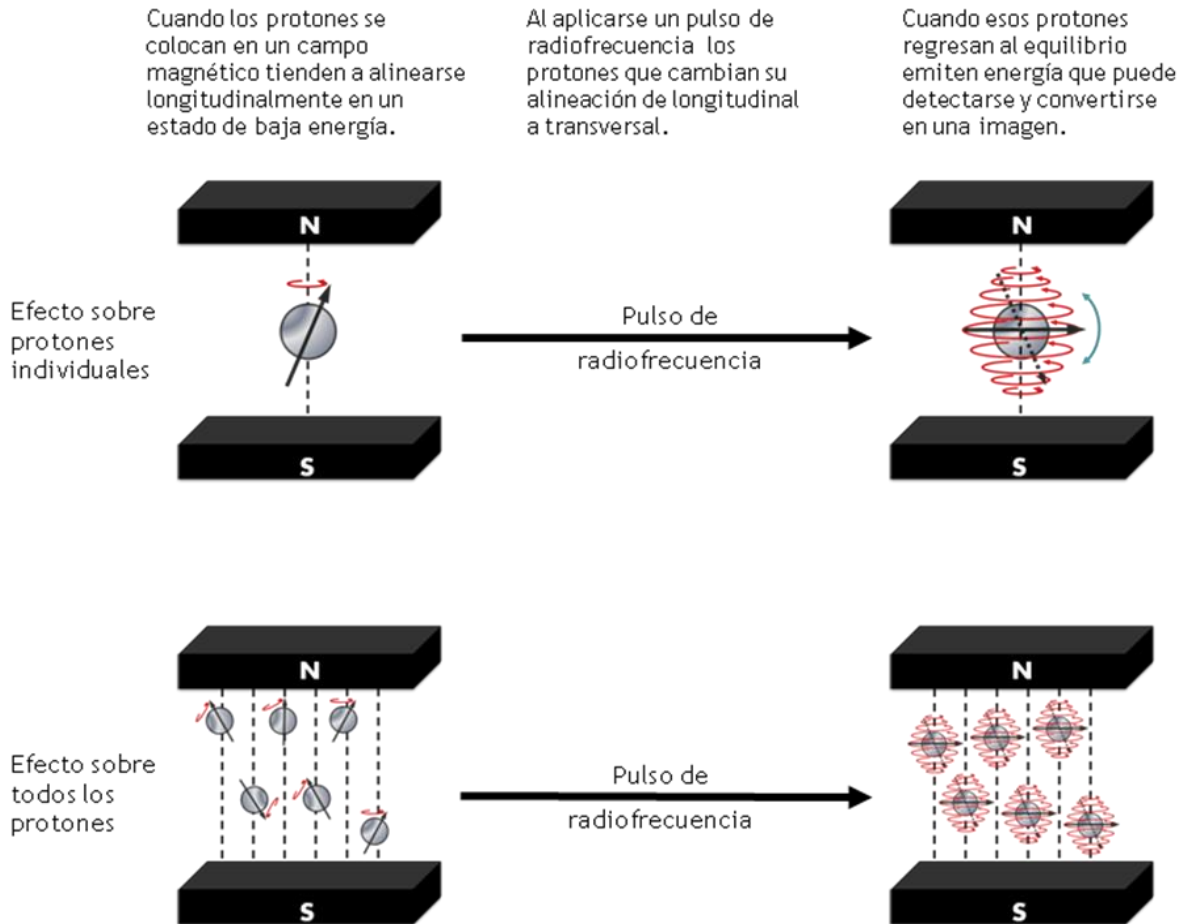 Cuando los protones se
colocan en un campo
magnético tienden a alinearse
longitudinalmente en un
estado de baja energía.
Al aplicarse un pulso de
radiofrecuencia los
protones que cambian su
alineación de longitudinal
a transversal.
Cuando esos protones
regresan al equilibrio
emiten energía que puede
detectarse y convertirse
en una imagen.
N
N
Efecto sobre
protones
individuales
Pulso de
radiofrecuencia
S
S
N
N
Efecto sobre
todos los
protones
Pulso de
radiofrecuencia
S
S